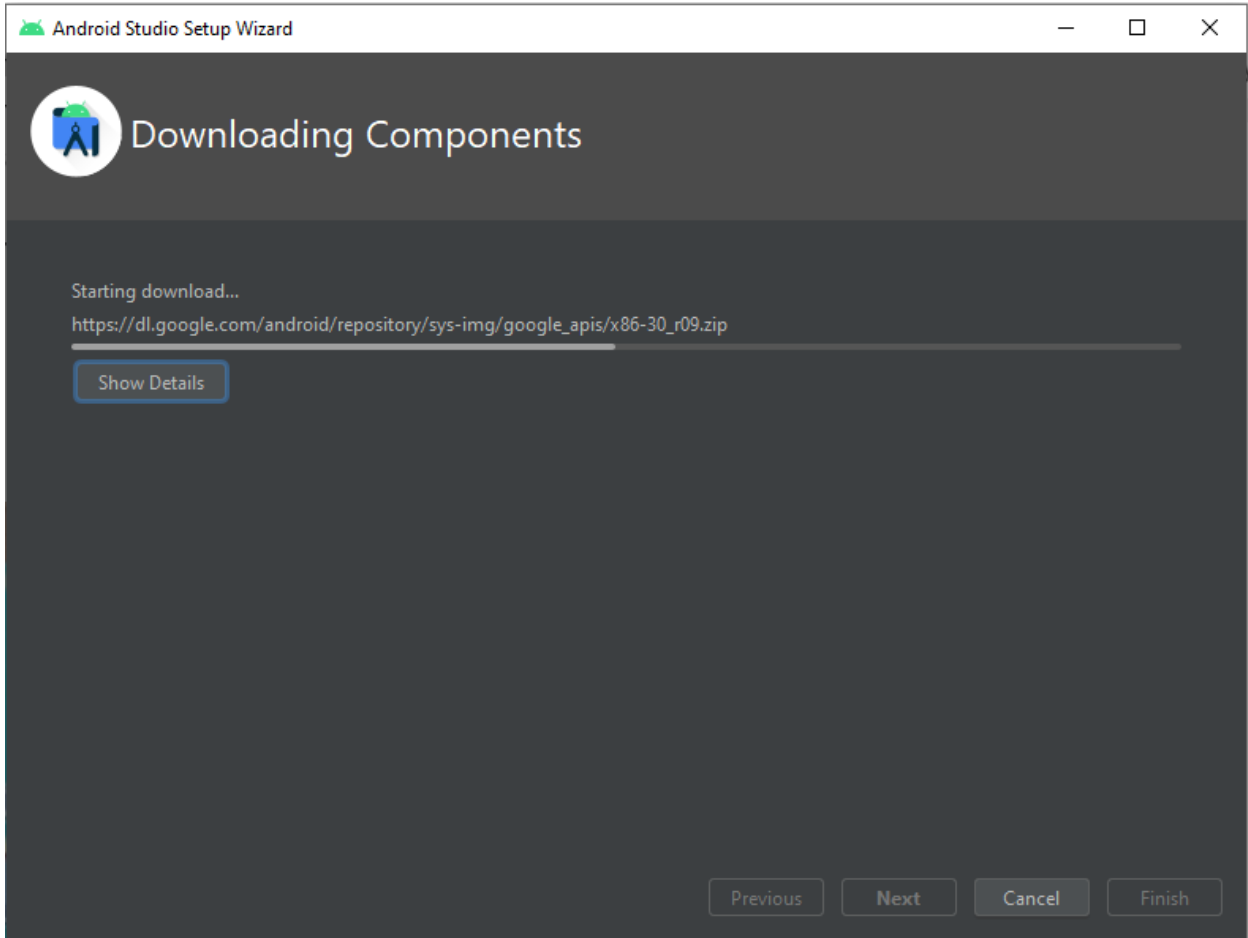 Android Studio Setup Wizard
Downloading Components
Starting download...
https://dl.google.com/android/repository/sys-img/google_apis/x86-30_r09.zip
Show Details
Previous Next Cancel Finish